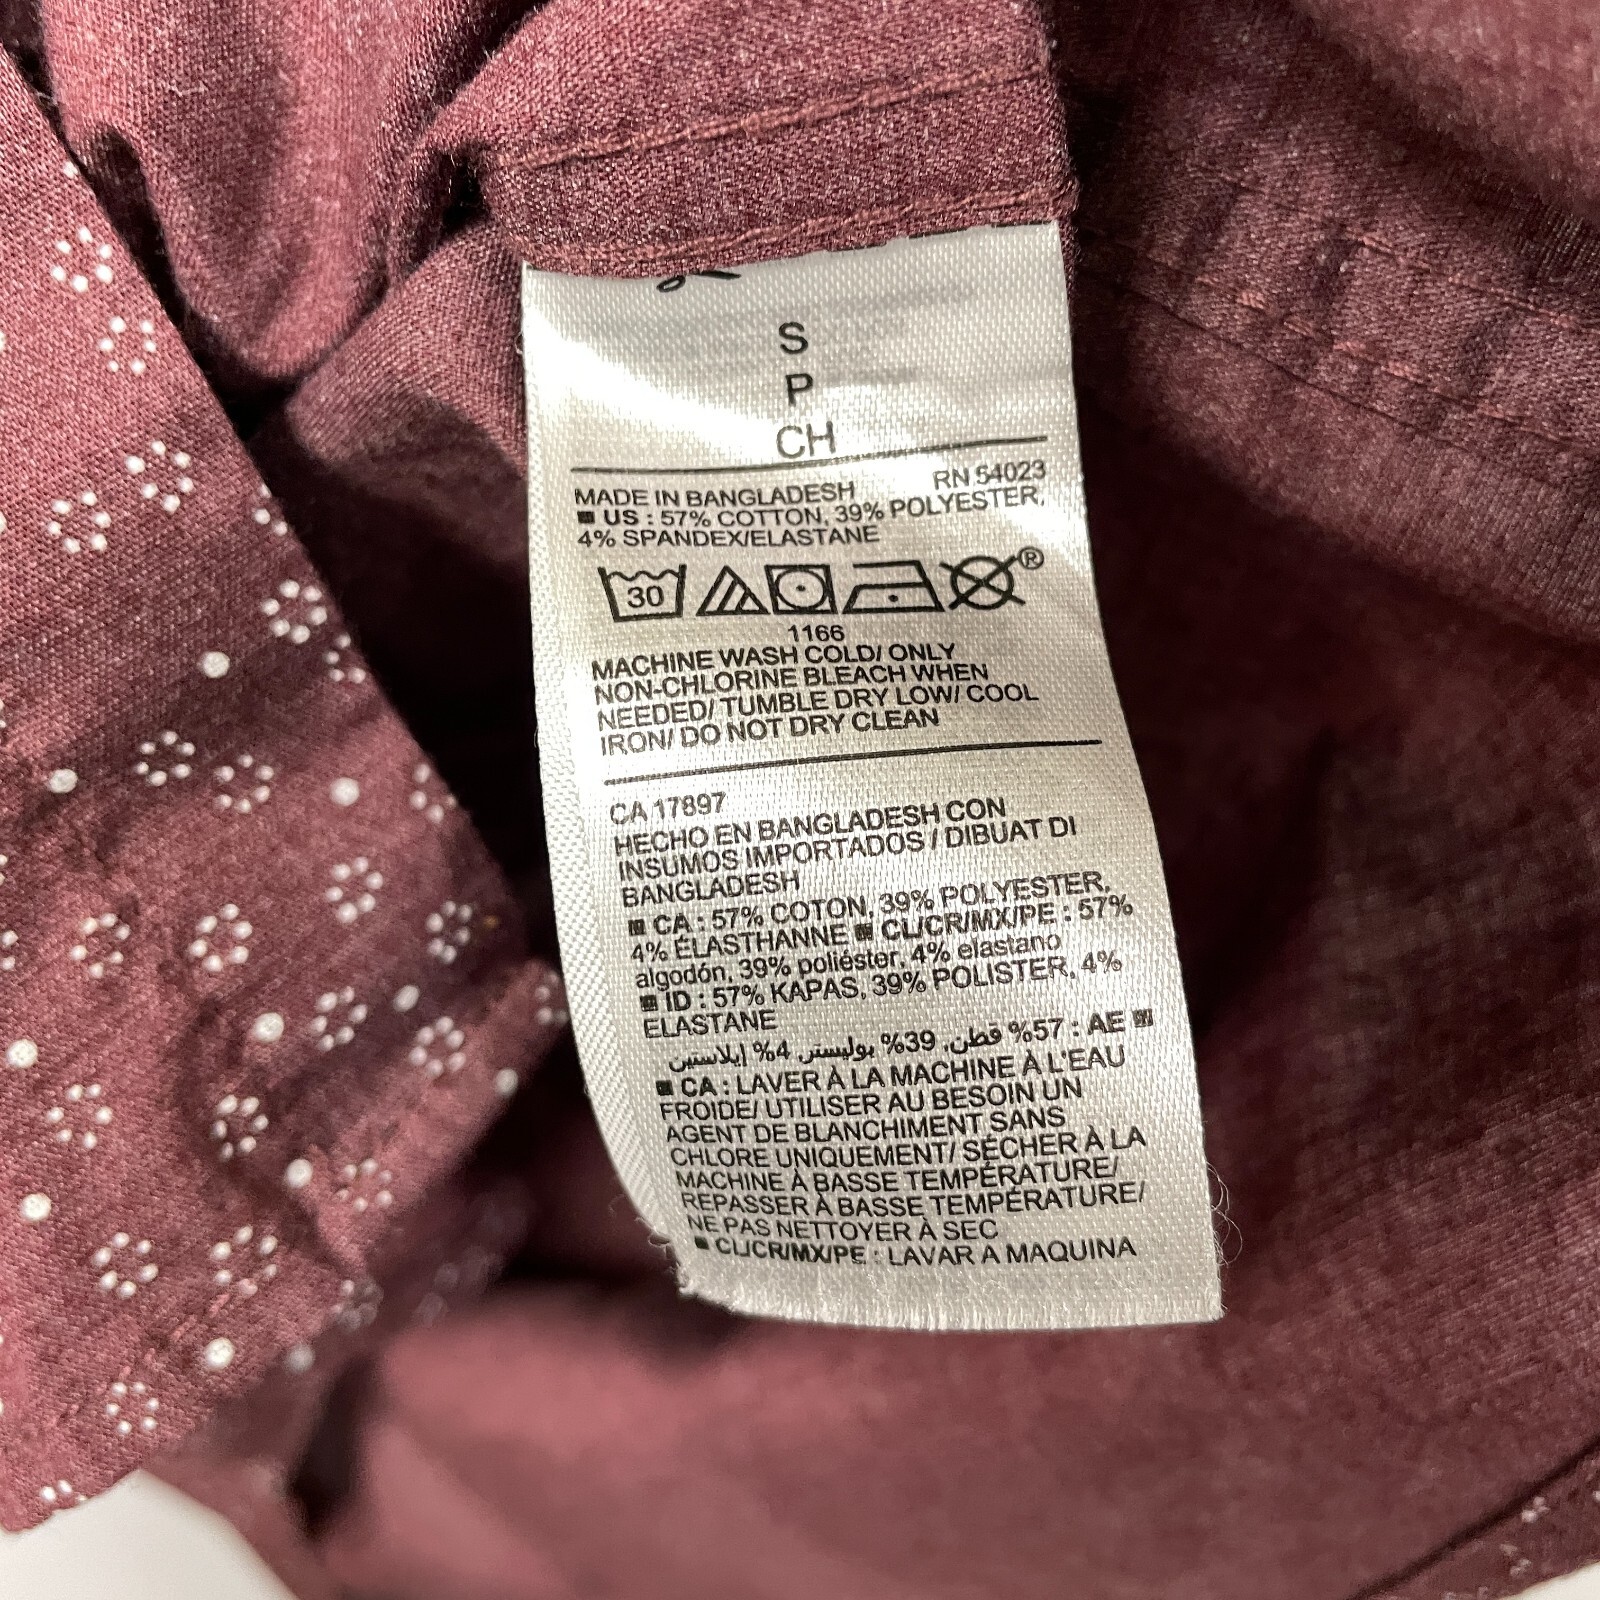 S
P
CH
RN 54023
MADE IN BANGLADESH
■ US : 57% COTTON, 39% POLYESTER,
4% SPANDEX/ELASTANE
30
®
1166
MACHINE WASH COLD/ ONLY
NON-CHLORINE BLEACH WHEN
NEEDED/ TUMBLE DRY LOW/ COOL
IRON/ DO NOT DRY CLEAN
CA 17897
HECHO EN BANGLADESH CON
INSUMOS IMPORTADOS / DIBUAT DI
BANGLADESH
■ CA : 57% COTON, 39% POLYESTER,
4% ÉLASTHANNE ■ CL/CR/MX/PE : 57%
algodón, 39% poliéster, 4% elastano
■ ID : 57% KAPAS, 39% POLISTER, 4%
ELASTANE
■ AE : 57% قطن, 39% بوليستر, 4% إيلاستين
■ CA : LAVER À LA MACHINE À L'EAU
FROIDE/ UTILISER AU BESOIN UN
AGENT DE BLANCHIMENT SANS
CHLORE UNIQUEMENT/ SÉCHER À LA
MACHINE À BASSE TEMPÉRATURE/
REPASSER À BASSE TEMPÉRATURE/
NE PAS NETTOYER À SEC
■ CL/CR/MX/PE : LAVAR A MAQUINA